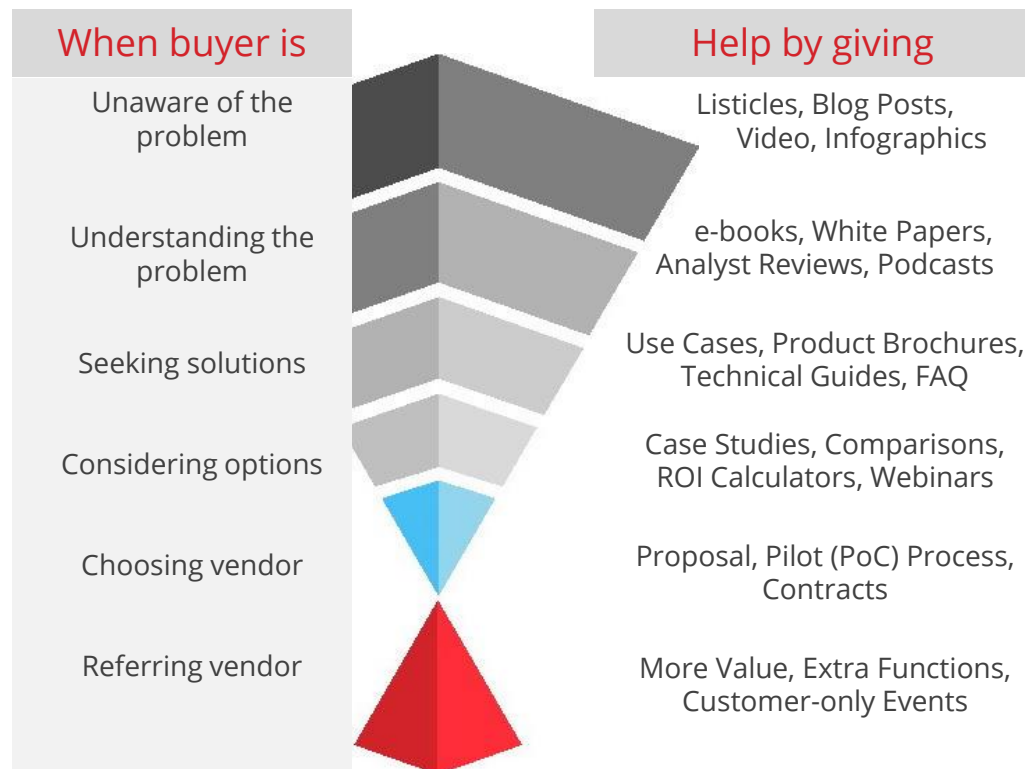 When buyer is
Help by giving
Unaware of the
problem
Listicles, Blog Posts,
Video, Infographics
Understanding the
problem
e-books, White Papers,
Analyst Reviews, Podcasts
Seeking solutions
Use Cases, Product Brochures,
Technical Guides, FAQ
Considering options
Case Studies, Comparisons,
ROI Calculators, Webinars
Choosing vendor
Proposal, Pilot (PoC) Process,
Contracts
Referring vendor
More Value, Extra Functions,
Customer-only Events